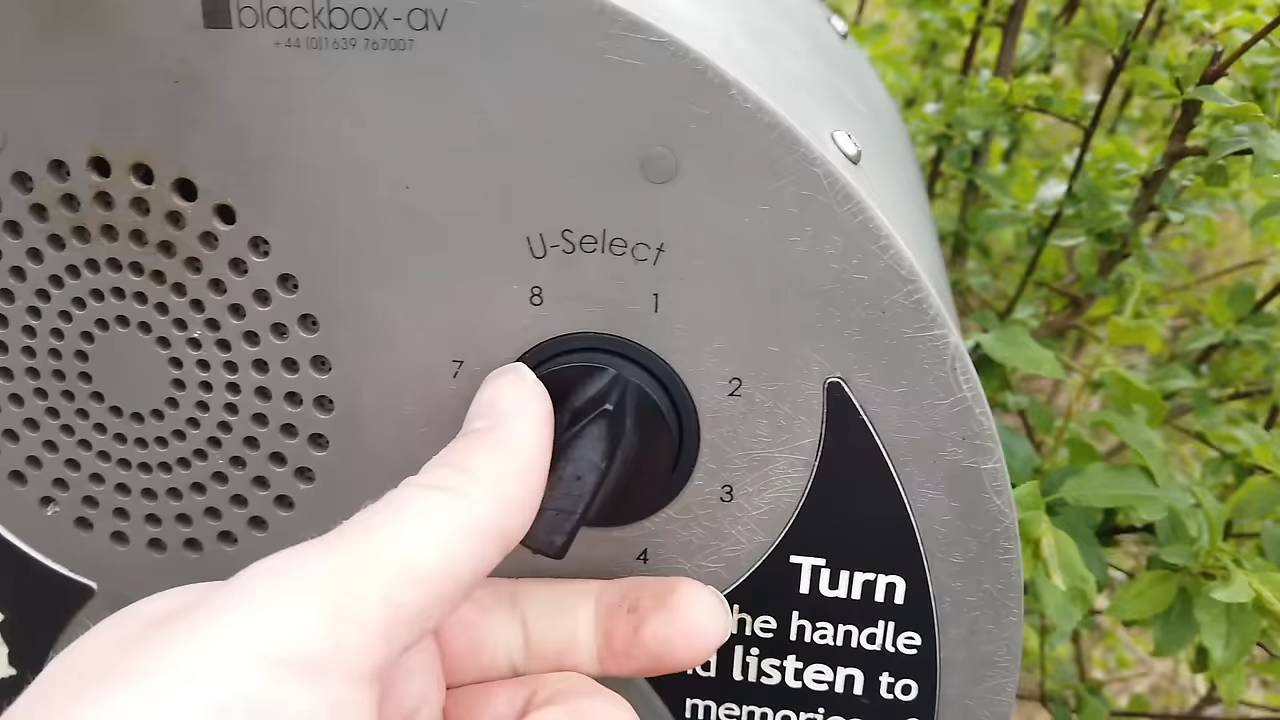 blackbox-av
+44 (0)1639 767007
U-Select
8 1
7 2
3
4
Turn
he handle
listen to